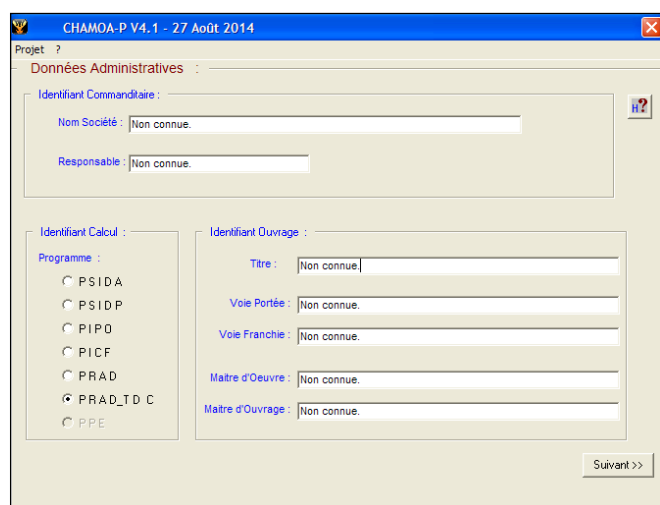 CHAMOA-P V4.1 - 27 Août 2014
Projet ?
Données Administratives :
Identifiant Commanditaire :
H?
Nom Société : Non connue.
Responsable : Non connue.
Identifiant Calcul :
Programme :
PSIDA
PSIDP
PIPO
PICF
PRAD
PRAD_TD C
PPE
Identifiant Ouvrage :
Titre : Non connue.
Voie Portée : Non connue.
Voie Franchie : Non connue.
Maitre d'Oeuvre : Non connue.
Maitre d'Ouvrage : Non connue.
Suivant >>